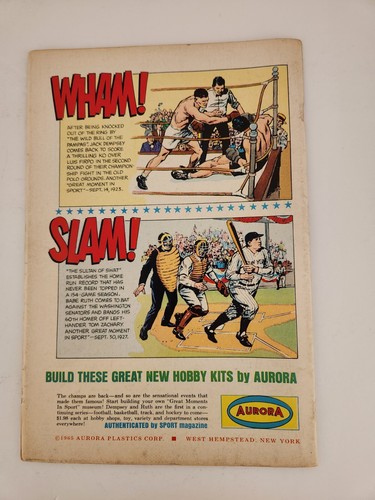 WHAM!
AFTER BEING KNOCKED
OUT OF THE RING BY
"THE WILD BULL OF THE
PAMPAS", JACK DEMPSEY
COMES BACK TO SCORE
A THRILLING KO OVER
LUIS FIRPO IN THE SECOND
ROUND OF THEIR CHAMPION-
SHIP FIGHT IN THE OLD
POLO GROUNDS. ANOTHER
"GREAT MOMENT IN
SPORT"—SEPT. 14, 1923.
SLAM!
"THE SULTAN OF SWAT"
ESTABLISHES THE HOME
RUN RECORD THAT HAS
NEVER BEEN TOPPED IN
A 154-GAME SEASON.
BABE RUTH COMES TO BAT
AGAINST THE WASHINGTON
SENATORS AND BANGS HIS
60TH HOMER OFF LEFT-
HANDER TOM ZACHARY.
ANOTHER GREAT MOMENT
IN SPORT"—SEPT. 30, 1927.
BUILD THESE GREAT NEW HOBBY KITS by AURORA
The champs are back—and so are the sensational events that
made them famous! Start building your own "Great Moments
In Sport" museum! Dempsey and Ruth are the first in a con-
tinuing series—football, basketball, track, and hockey to come—
$1.98 each at hobby shops, toy, variety and department stores
everywhere!
AUTHENTICATED by SPORT magazine
AURORA
©1965 AURORA PLASTICS CORP. ■ WEST HEMPSTEAD, NEW YORK